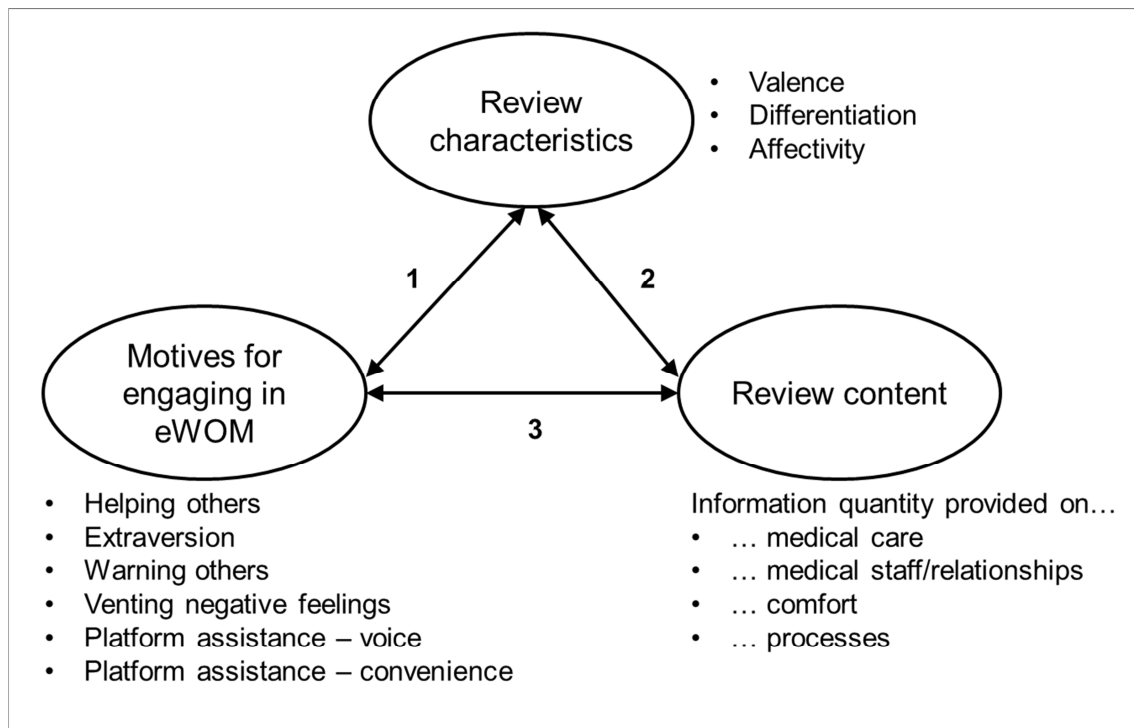 Review
characteristics
• Valence
• Differentiation
• Affectivity
1
2
Motives for
engaging in
eWOM
Review content
3
• Helping others
• Extraversion
• Warning others
• Venting negative feelings
• Platform assistance – voice
• Platform assistance – convenience
Information quantity provided on…
• … medical care
• … medical staff/relationships
• … comfort
• … processes